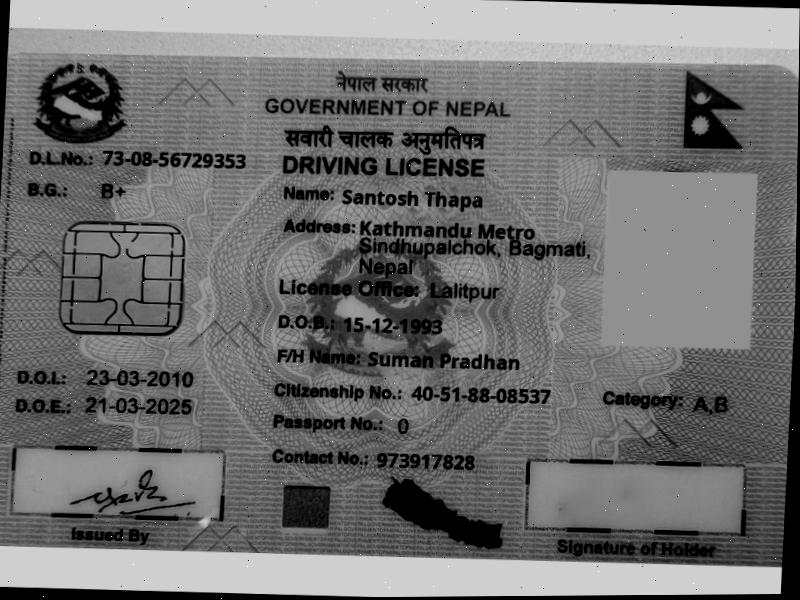 नेपाल सरकार
GOVERNMENT OF NEPAL
सवारी चालक अनुमतिपत्र
DRIVING LICENSE
D.L.No.: 73-08-56729353
B.G.: B+
Name: Santosh Thapa
Address: Kathmandu Metro
Sindhupalchok, Bagmati,
Nepal
License Office: Lalitpur
D.O.B.: 15-12-1993
F/H Name: Suman Pradhan
D.O.I.: 23-03-2010
D.O.E.: 21-03-2025
Citizenship No.: 40-51-88-08537
Category: A,B
Passport No.: 0
Contact No.: 973917828
Issued By
Signature of Holder